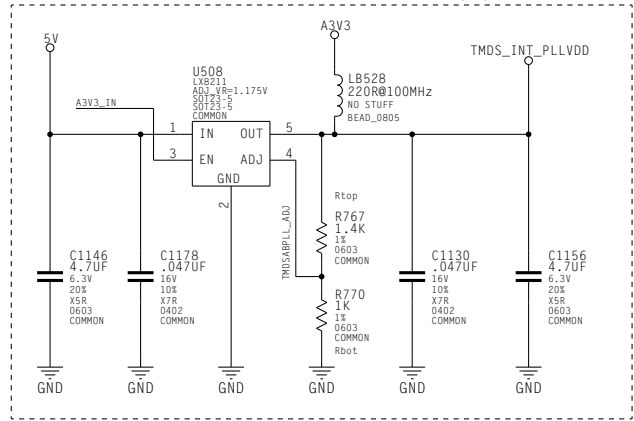 5V
A3V3
TMDS_INT_PLLVDD
U508
LX8211
ADJ_VR=1.175V
SOT23-5
SOT23-5
COMMON
LB528
220R@100MHz
NO STUFF
BEAD_0805
A3V3_IN
1 IN OUT 5
3 EN ADJ 4
GND
2
TMDSABPLL_ADJ
Rtop
R767
1.4K
1%
0603
COMMON
C1146
4.7UF
6.3V
20%
X5R
0603
COMMON
C1178
.047UF
16V
10%
X7R
0402
COMMON
R770
1K
1%
0603
COMMON
Rbot
C1130
.047UF
16V
10%
X7R
0402
COMMON
C1156
4.7UF
6.3V
20%
X5R
0603
COMMON
GND GND GND GND GND GND